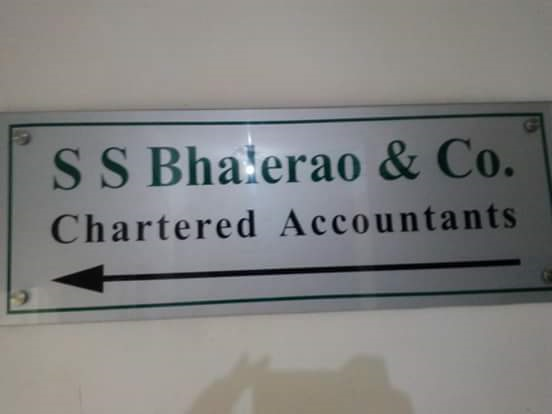 S S Bhalerao & Co.
Chartered Accountants